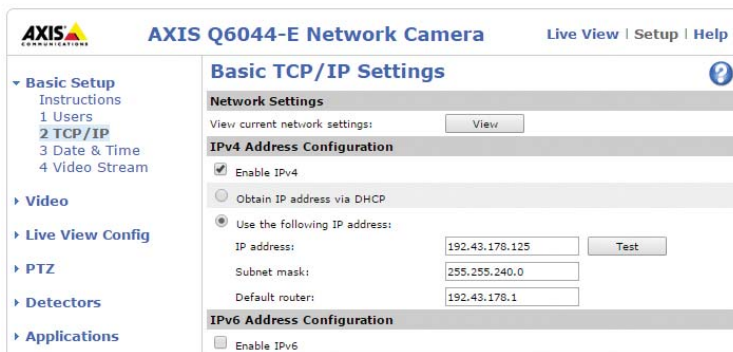 AXIS
COMMUNICATIONS
AXIS Q6044-E Network Camera
Live View | Setup | Help
Basic Setup
Instructions
1 Users
2 TCP/IP
3 Date & Time
4 Video Stream
Video
Live View Config
PTZ
Detectors
Applications
Basic TCP/IP Settings
?
Network Settings
View current network settings: View
IPv4 Address Configuration
Enable IPv4
Obtain IP address via DHCP
Use the following IP address:
IP address: 192.43.178.125 Test
Subnet mask: 255.255.240.0
Default router: 192.43.178.1
IPv6 Address Configuration
Enable IPv6